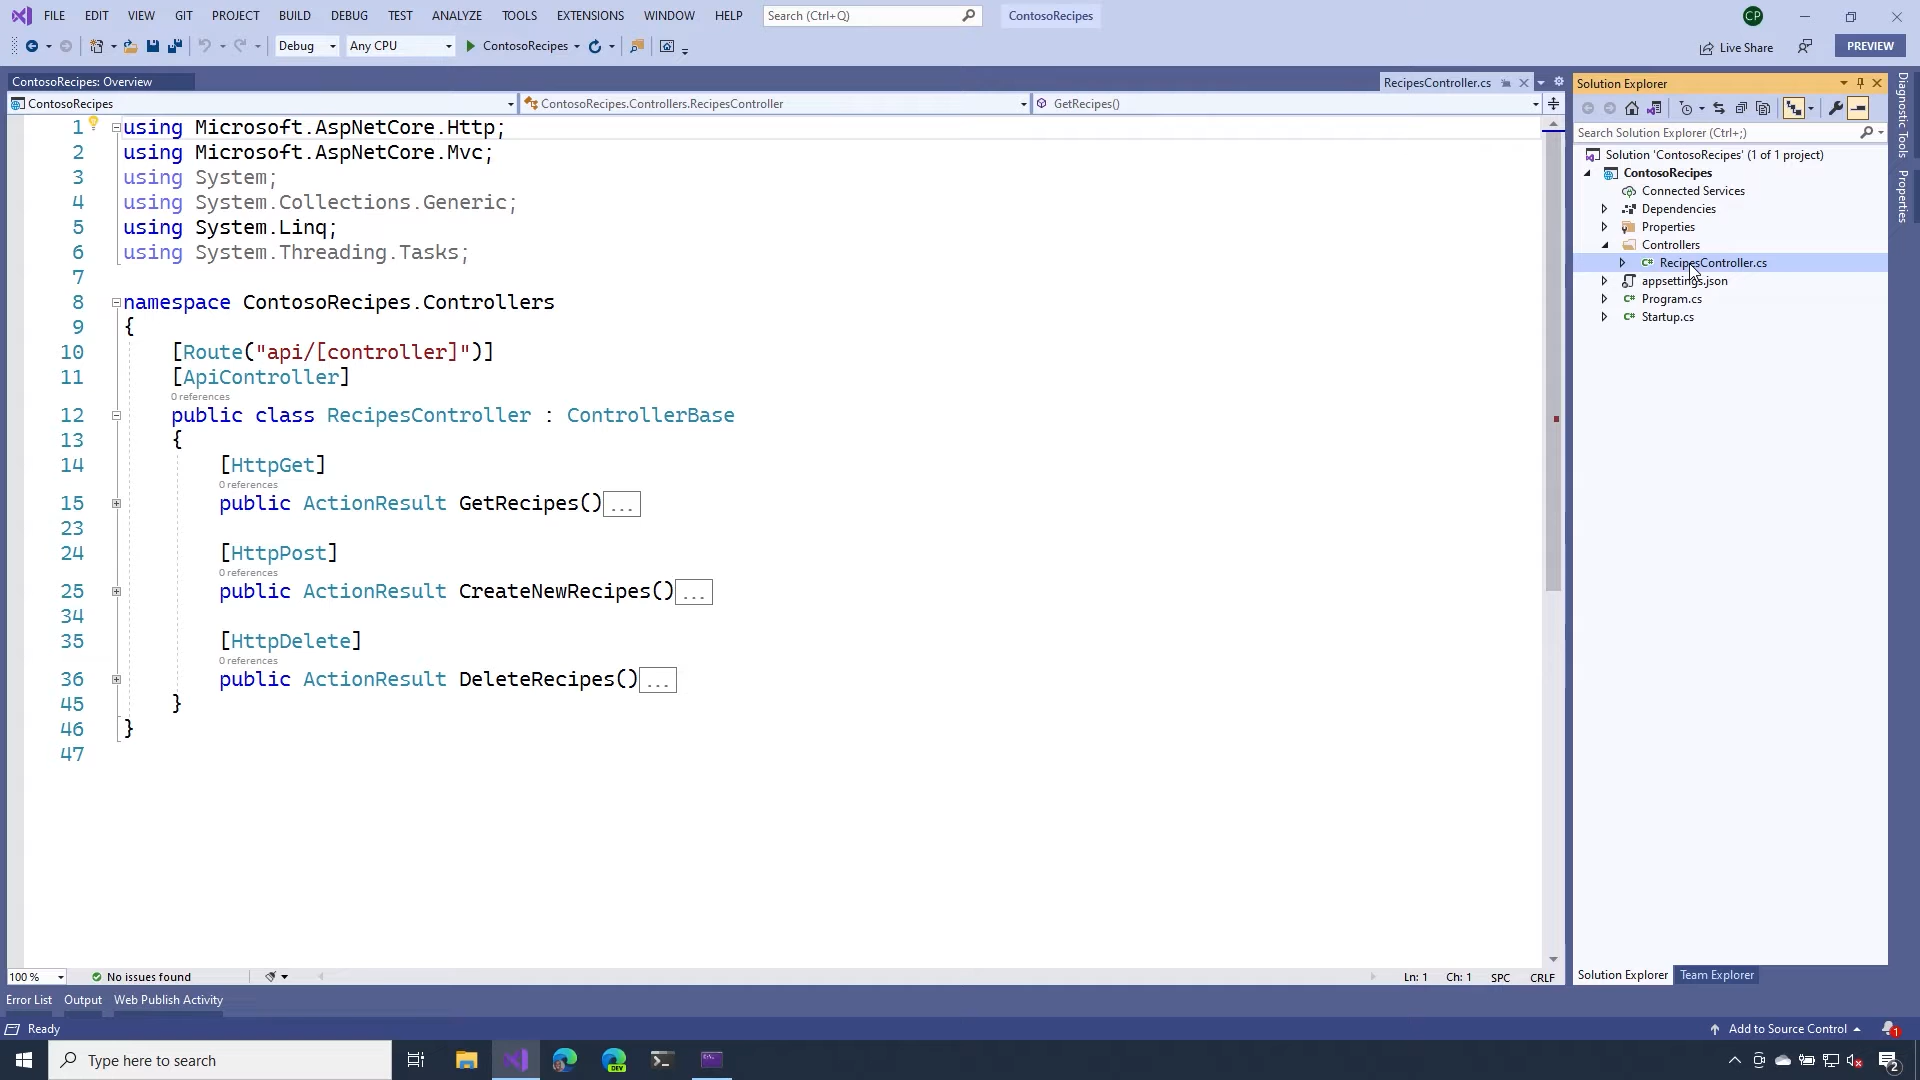 FILE EDIT VIEW GIT PROJECT BUILD DEBUG TEST ANALYZE TOOLS EXTENSIONS WINDOW HELP Search (Ctrl+Q) ContosoRecipes CP
Debug Any CPU ContosoRecipes Live Share PREVIEW
ContosoRecipes: Overview RecipesController.cs
ContosoRecipes ContosoRecipes.Controllers.RecipesController GetRecipes()
1 using Microsoft.AspNetCore.Http;
2 using Microsoft.AspNetCore.Mvc;
3 using System;
4 using System.Collections.Generic;
5 using System.Linq;
6 using System.Threading.Tasks;
7
8 namespace ContosoRecipes.Controllers
9 {
10 [Route("api/[controller]")]
11 [ApiController]
0 references
12 public class RecipesController : ControllerBase
13 {
14 [HttpGet]
0 references
15 public ActionResult GetRecipes()...
23
24 [HttpPost]
0 references
25 public ActionResult CreateNewRecipes()...
34
35 [HttpDelete]
0 references
36 public ActionResult DeleteRecipes()...
45 }
46 }
47
100 % No issues found Ln: 1 Ch: 1 SPC CRLF
Solution Explorer
Search Solution Explorer (Ctrl+;)
Solution 'ContosoRecipes' (1 of 1 project)
ContosoRecipes
Connected Services
Dependencies
Properties
Controllers
C# RecipesController.cs
appsettings.json
C# Program.cs
C# Startup.cs
Solution Explorer Team Explorer
Diagnostic Tools
Properties
Error List Output Web Publish Activity
Ready Add to Source Control 1
Type here to search DEV 2